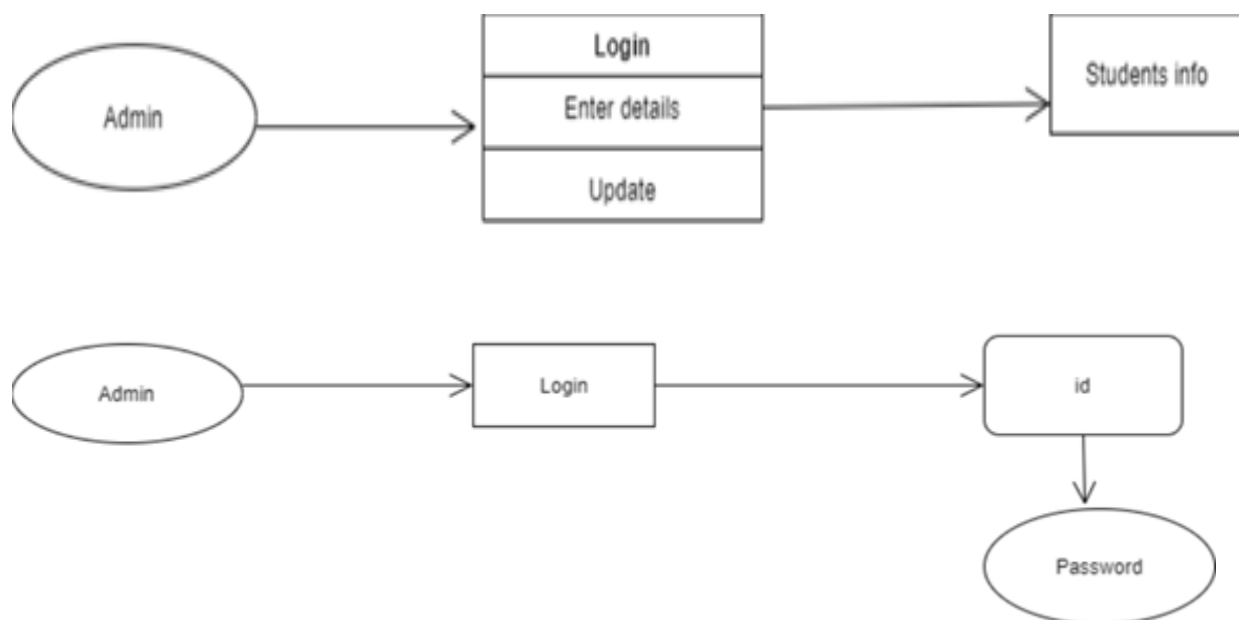 Login
Admin
Enter details
Students info
Update
Admin
Login
id
Password